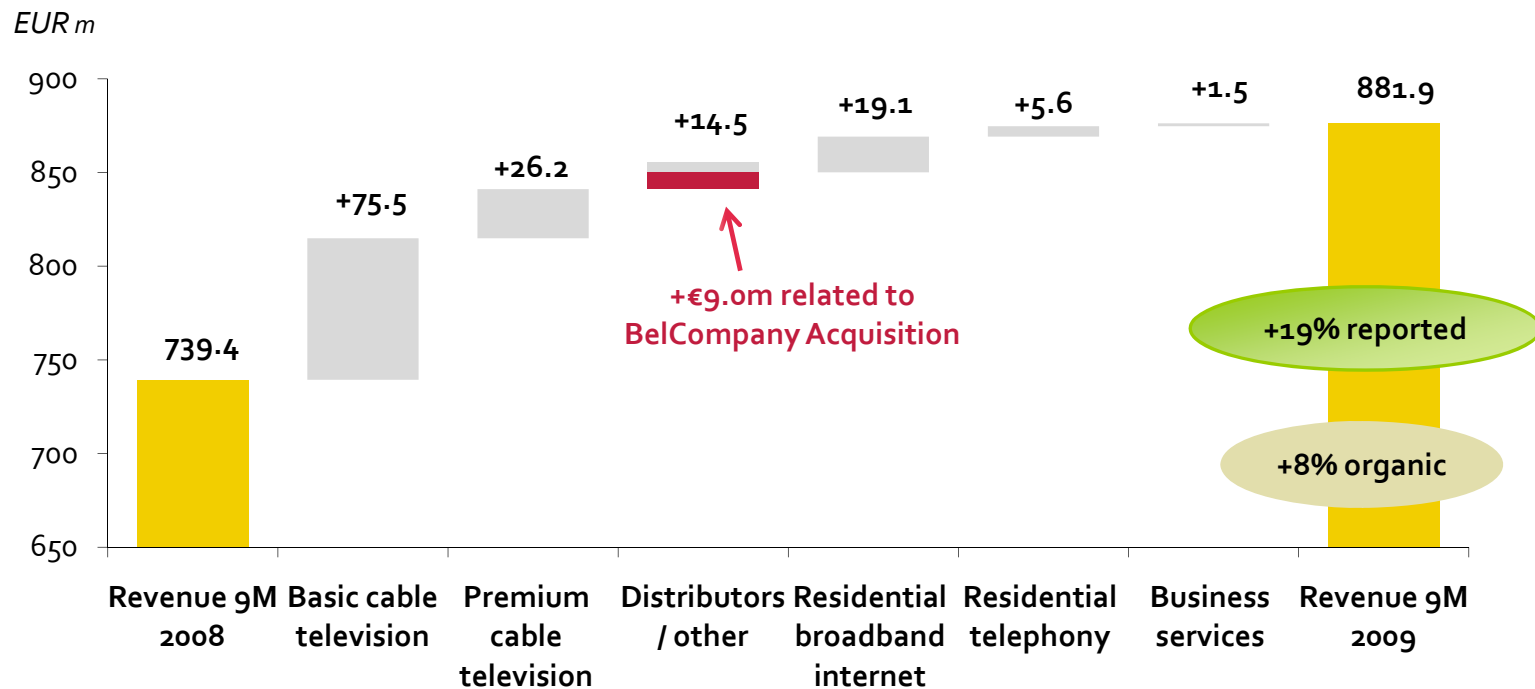 EUR m
900
850
800
750
700
650
739.4
+75.5
+26.2
+14.5
+19.1
+5.6
+1.5
881.9
+€9.0m related to
BelCompany Acquisition
+19% reported
+8% organic
Revenue 9M
2008
Basic cable
television
Premium
cable
television
Distributors
/ other
Residential
broadband
internet
Residential
telephony
Business
services
Revenue 9M
2009